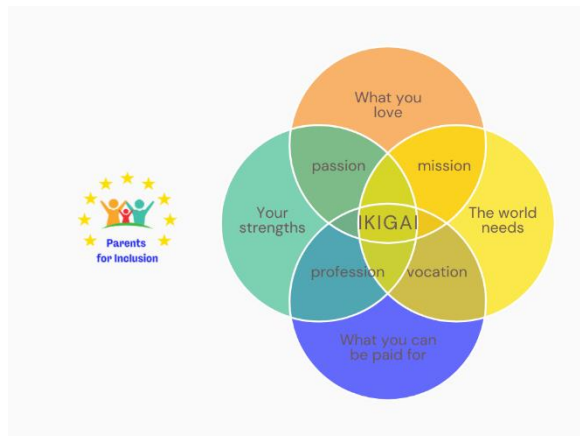 What you
love
passion
mission
Your
strengths
IKIGAI
The world
needs
profession
vocation
What you can
be paid for
Parents
for Inclusion